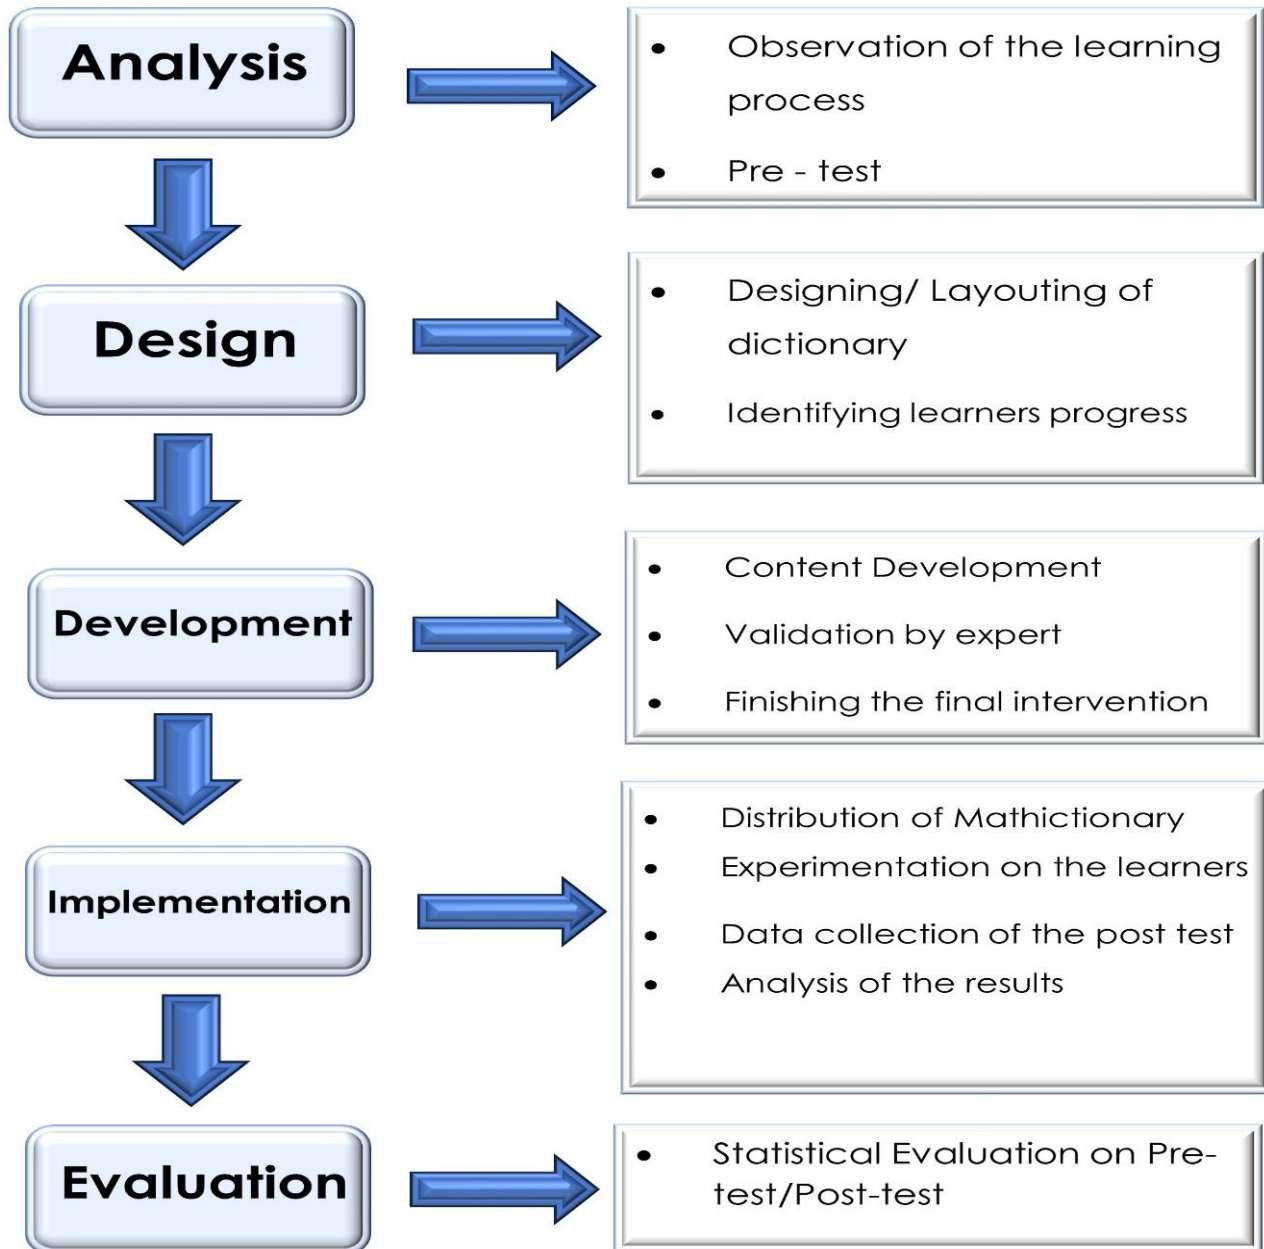 Analysis
• Observation of the learning
process
• Pre - test
Design
• Designing/ Layouting of
dictionary
• Identifying learners progress
Development
• Content Development
• Validation by expert
• Finishing the final intervention
Implementation
• Distribution of Mathictionary
• Experimentation on the learners
• Data collection of the post test
• Analysis of the results
Evaluation
• Statistical Evaluation on Pre-
test/Post-test